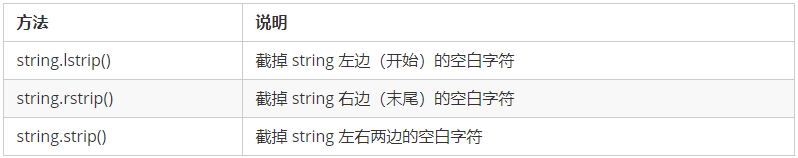 方法 说明
string.lstrip() 截掉 string 左边（开始）的空白字符
string.rstrip() 截掉 string 右边（末尾）的空白字符
string.strip() 截掉 string 左右两边的空白字符